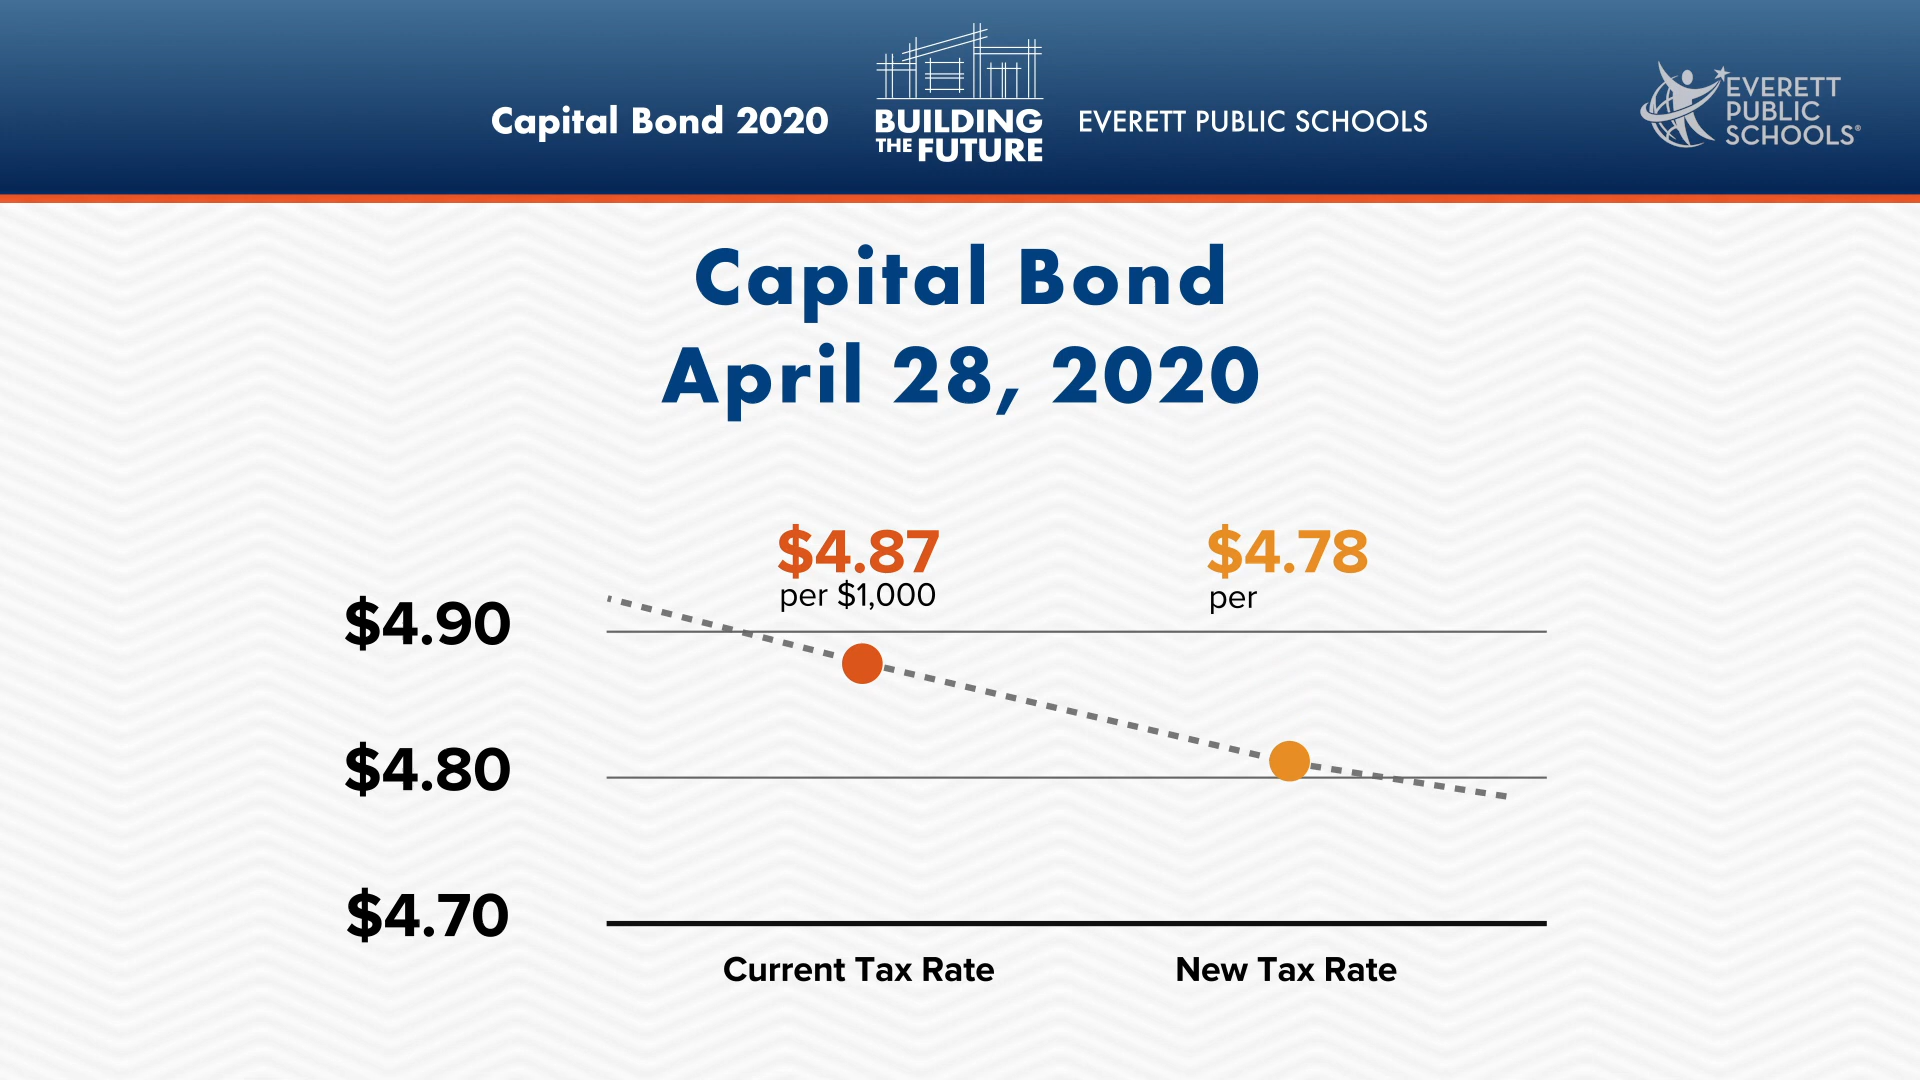 Capital Bond 2020
BUILDING
THE FUTURE
EVERETT PUBLIC SCHOOLS
EVERETT
PUBLIC
SCHOOLS®
Capital Bond
April 28, 2020
$4.87
per $1,000
$4.78
per
$4.90
$4.80
$4.70
Current Tax Rate
New Tax Rate